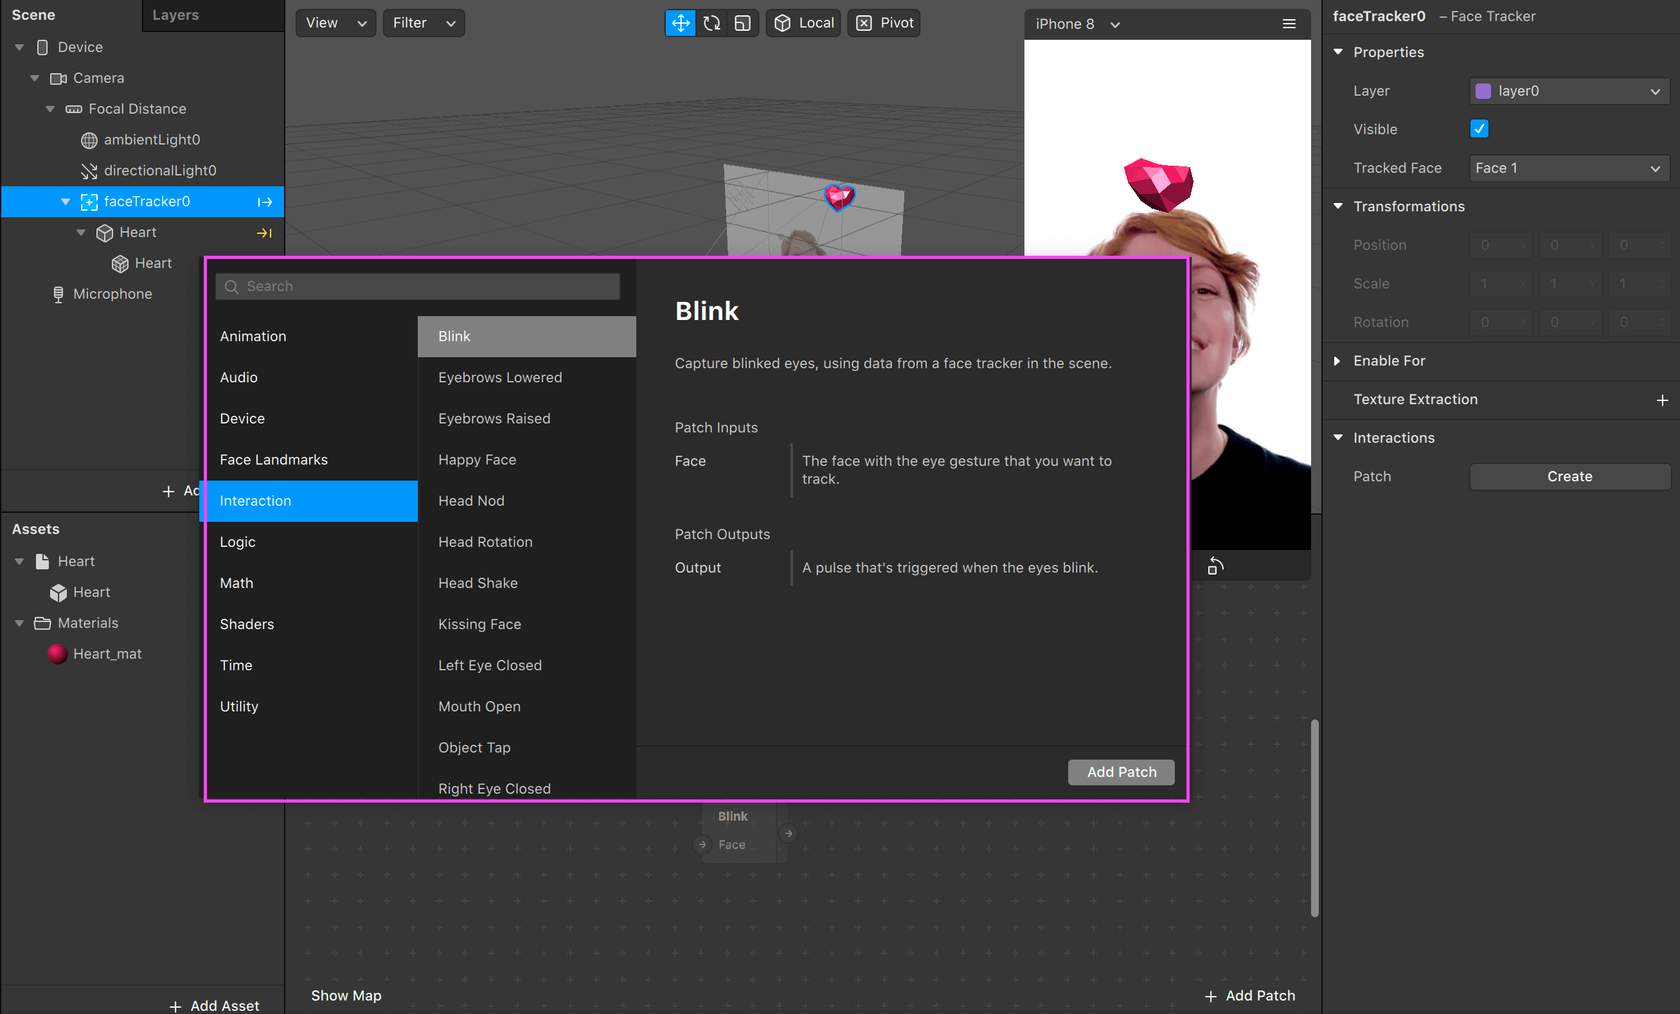 Scene
Layers
Device
Camera
Focal Distance
ambientLight0
directionalLight0
faceTracker0
Heart
Heart
Microphone
Assets
Heart
Heart
Materials
Heart_mat
+ Add Asset
View
Filter
Local
Pivot
iPhone 8
Search
Animation
Audio
Device
Face Landmarks
Interaction
Logic
Math
Shaders
Time
Utility
Blink
Eyebrows Lowered
Eyebrows Raised
Happy Face
Head Nod
Head Rotation
Head Shake
Kissing Face
Left Eye Closed
Mouth Open
Object Tap
Right Eye Closed
Blink
Capture blinked eyes, using data from a face tracker in the scene.
Patch Inputs
Face
The face with the eye gesture that you want to
track.
Patch Outputs
Output
A pulse that's triggered when the eyes blink.
Add Patch
Blink
Face
Show Map
+ Add Patch
faceTracker0 – Face Tracker
Properties
Layer
layer0
Visible
Tracked Face
Face 1
Transformations
Position 0 0 0
Scale 1 1 1
Rotation 0 0 0
Enable For
Texture Extraction +
Interactions
Patch
Create